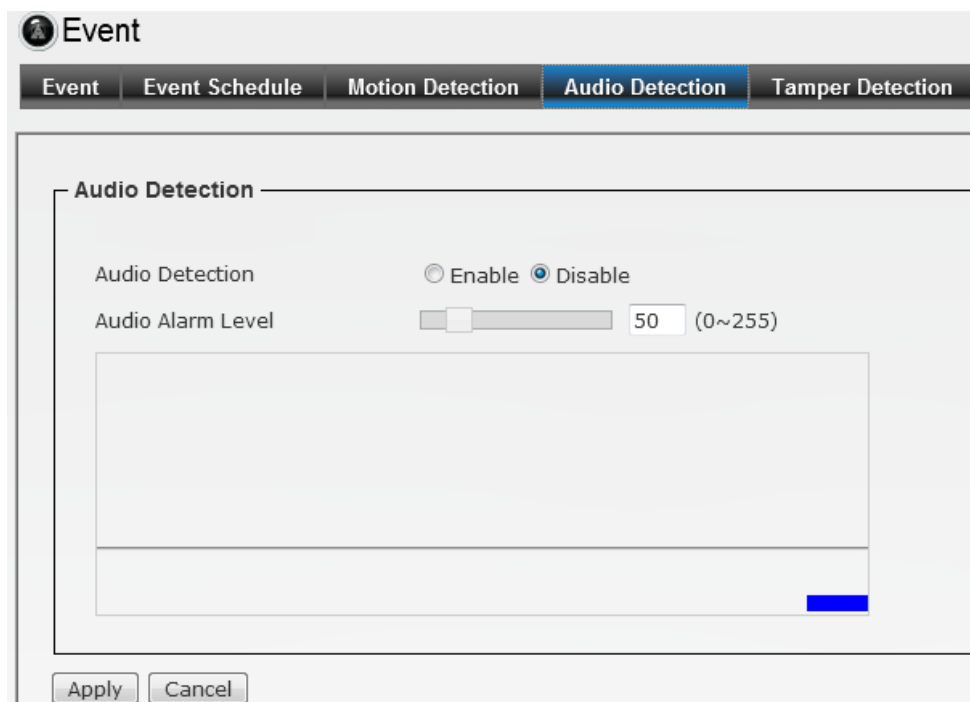 Event
Event Event Schedule Motion Detection Audio Detection Tamper Detection
Audio Detection
Audio Detection Enable Disable
Audio Alarm Level 50 (0~255)
Apply Cancel